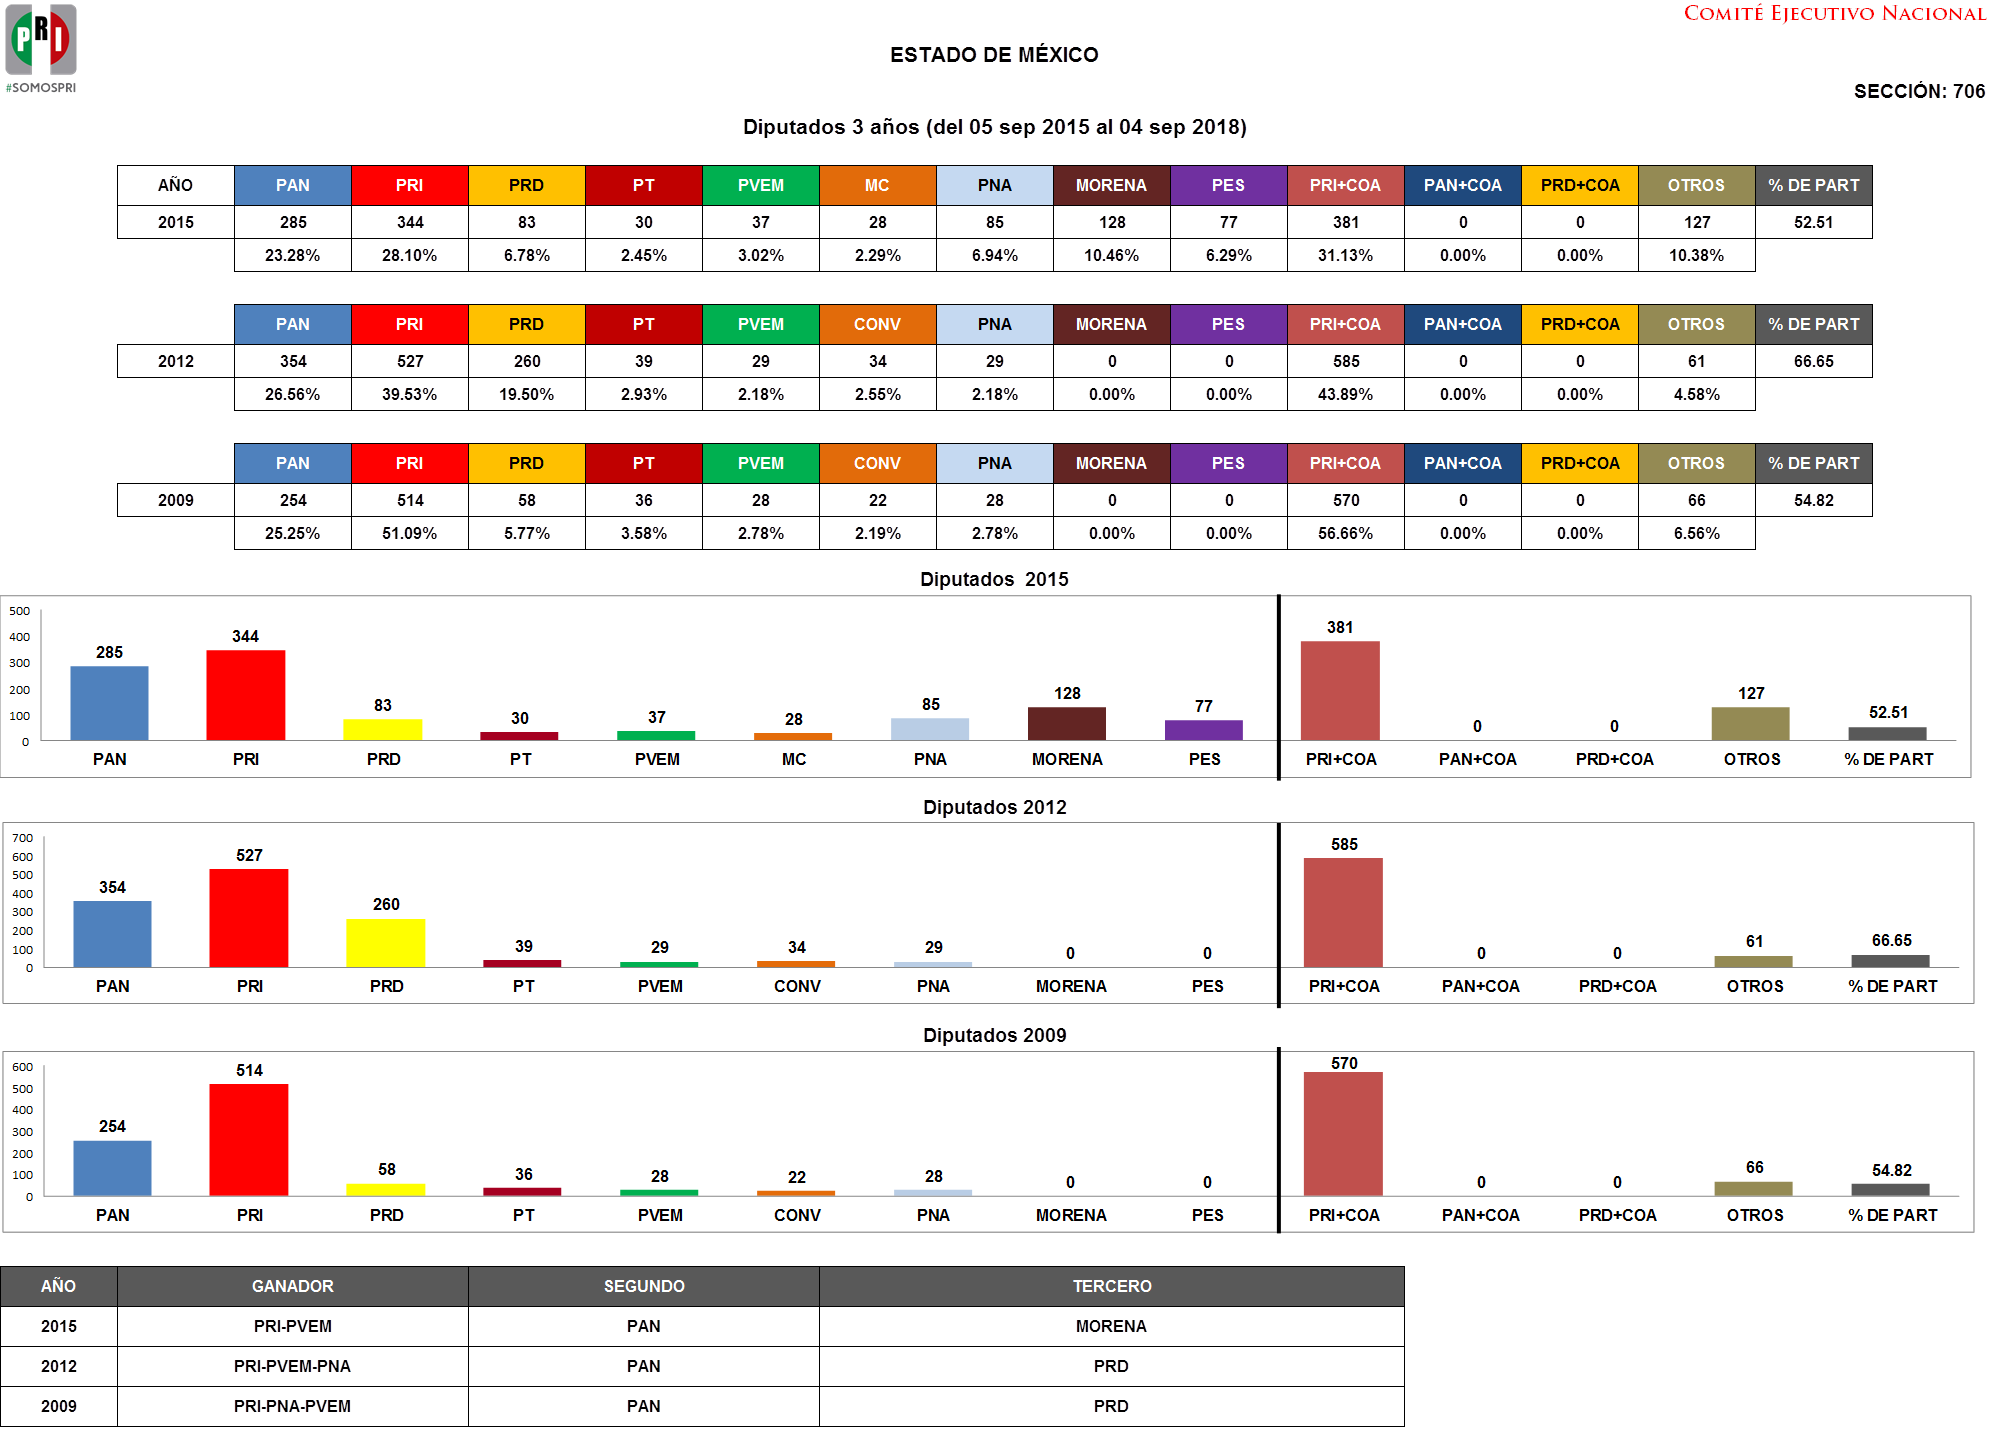 PRI
#SOMOSPRI
COMITÉ EJECUTIVO NACIONAL
ESTADO DE MÉXICO
SECCIÓN: 706
Diputados 3 años (del 05 sep 2015 al 04 sep 2018)
AÑO PAN PRI PRD PT PVEM MC PNA MORENA PES PRI+COA PAN+COA PRD+COA OTROS % DE PART
2015 285 344 83 30 37 28 85 128 77 381 0 0 127 52.51
23.28% 28.10% 6.78% 2.45% 3.02% 2.29% 6.94% 10.46% 6.29% 31.13% 0.00% 0.00% 10.38%
PAN PRI PRD PT PVEM CONV PNA MORENA PES PRI+COA PAN+COA PRD+COA OTROS % DE PART
2012 354 527 260 39 29 34 29 0 0 585 0 0 61 66.65
26.56% 39.53% 19.50% 2.93% 2.18% 2.55% 2.18% 0.00% 0.00% 43.89% 0.00% 0.00% 4.58%
PAN PRI PRD PT PVEM CONV PNA MORENA PES PRI+COA PAN+COA PRD+COA OTROS % DE PART
2009 254 514 58 36 28 22 28 0 0 570 0 0 66 54.82
25.25% 51.09% 5.77% 3.58% 2.78% 2.19% 2.78% 0.00% 0.00% 56.66% 0.00% 0.00% 6.56%
Diputados 2015
500
400
300
200
100
0
285 344 83 30 37 28 85 128 77 381 0 0 127 52.51
PAN PRI PRD PT PVEM MC PNA MORENA PES PRI+COA PAN+COA PRD+COA OTROS % DE PART
Diputados 2012
700
600
500
400
300
200
100
0
354 527 260 39 29 34 29 0 0 585 0 0 61 66.65
PAN PRI PRD PT PVEM CONV PNA MORENA PES PRI+COA PAN+COA PRD+COA OTROS % DE PART
Diputados 2009
600
500
400
300
200
100
0
254 514 58 36 28 22 28 0 0 570 0 0 66 54.82
PAN PRI PRD PT PVEM CONV PNA MORENA PES PRI+COA PAN+COA PRD+COA OTROS % DE PART
AÑO GANADOR SEGUNDO TERCERO
2015 PRI-PVEM PAN MORENA
2012 PRI-PVEM-PNA PAN PRD
2009 PRI-PNA-PVEM PAN PRD